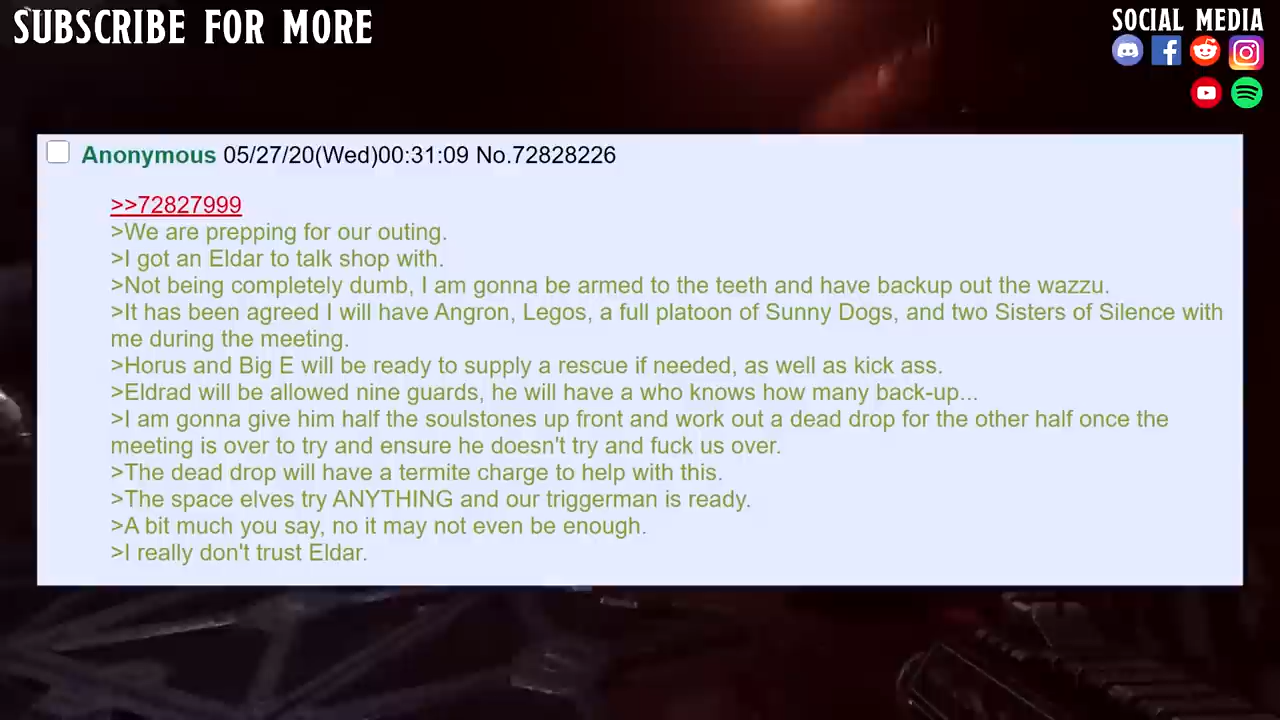 SUBSCRIBE FOR MORE
SOCIAL MEDIA
Anonymous 05/27/20(Wed)00:31:09 No.72828226
>>72827999
>We are prepping for our outing.
>I got an Eldar to talk shop with.
>Not being completely dumb, I am gonna be armed to the teeth and have backup out the wazzu.
>It has been agreed I will have Angron, Legos, a full platoon of Sunny Dogs, and two Sisters of Silence with
me during the meeting.
>Horus and Big E will be ready to supply a rescue if needed, as well as kick ass.
>Eldrad will be allowed nine guards, he will have a who knows how many back-up...
>I am gonna give him half the soulstones up front and work out a dead drop for the other half once the
meeting is over to try and ensure he doesn't try and fuck us over.
>The dead drop will have a termite charge to help with this.
>The space elves try ANYTHING and our triggerman is ready.
>A bit much you say, no it may not even be enough.
>I really don't trust Eldar.